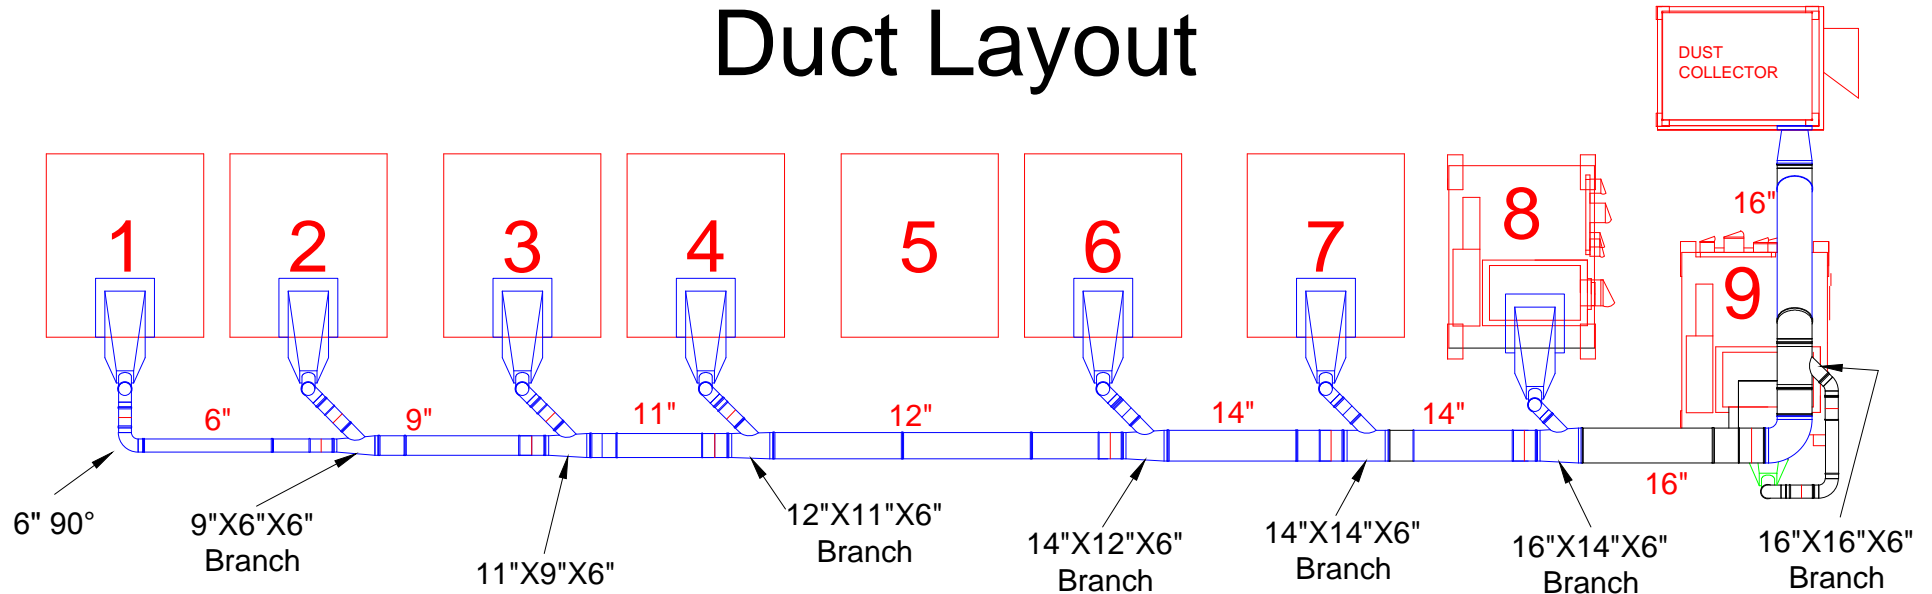 Duct Layout
DUST
COLLECTOR
1
2
3
4
5
6
7
8
9
16"
6"
9"
11"
12"
14"
14"
16"
6" 90°
9"X6"X6"
Branch
11"X9"X6"
12"X11"X6"
Branch
14"X12"X6"
Branch
14"X14"X6"
Branch
16"X14"X6"
Branch
16"X16"X6"
Branch